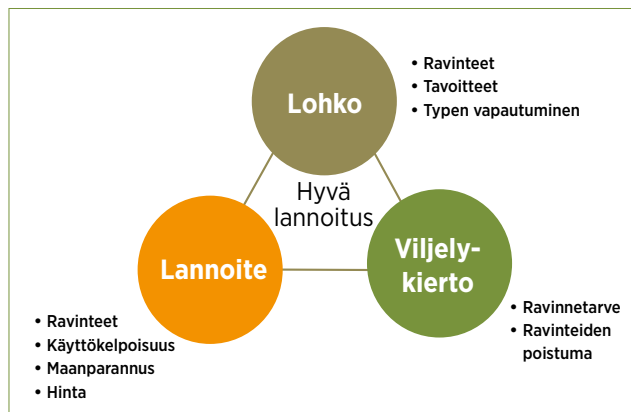 Lohko
• Ravinteet
• Tavoitteet
• Typen vapautuminen
Hyvä
lannoitus
Lannoite
Viljely-
kierto
• Ravinteet
• Käyttökelpoisuus
• Maanparannus
• Hinta
• Ravinnetarve
• Ravinteiden
poistuma